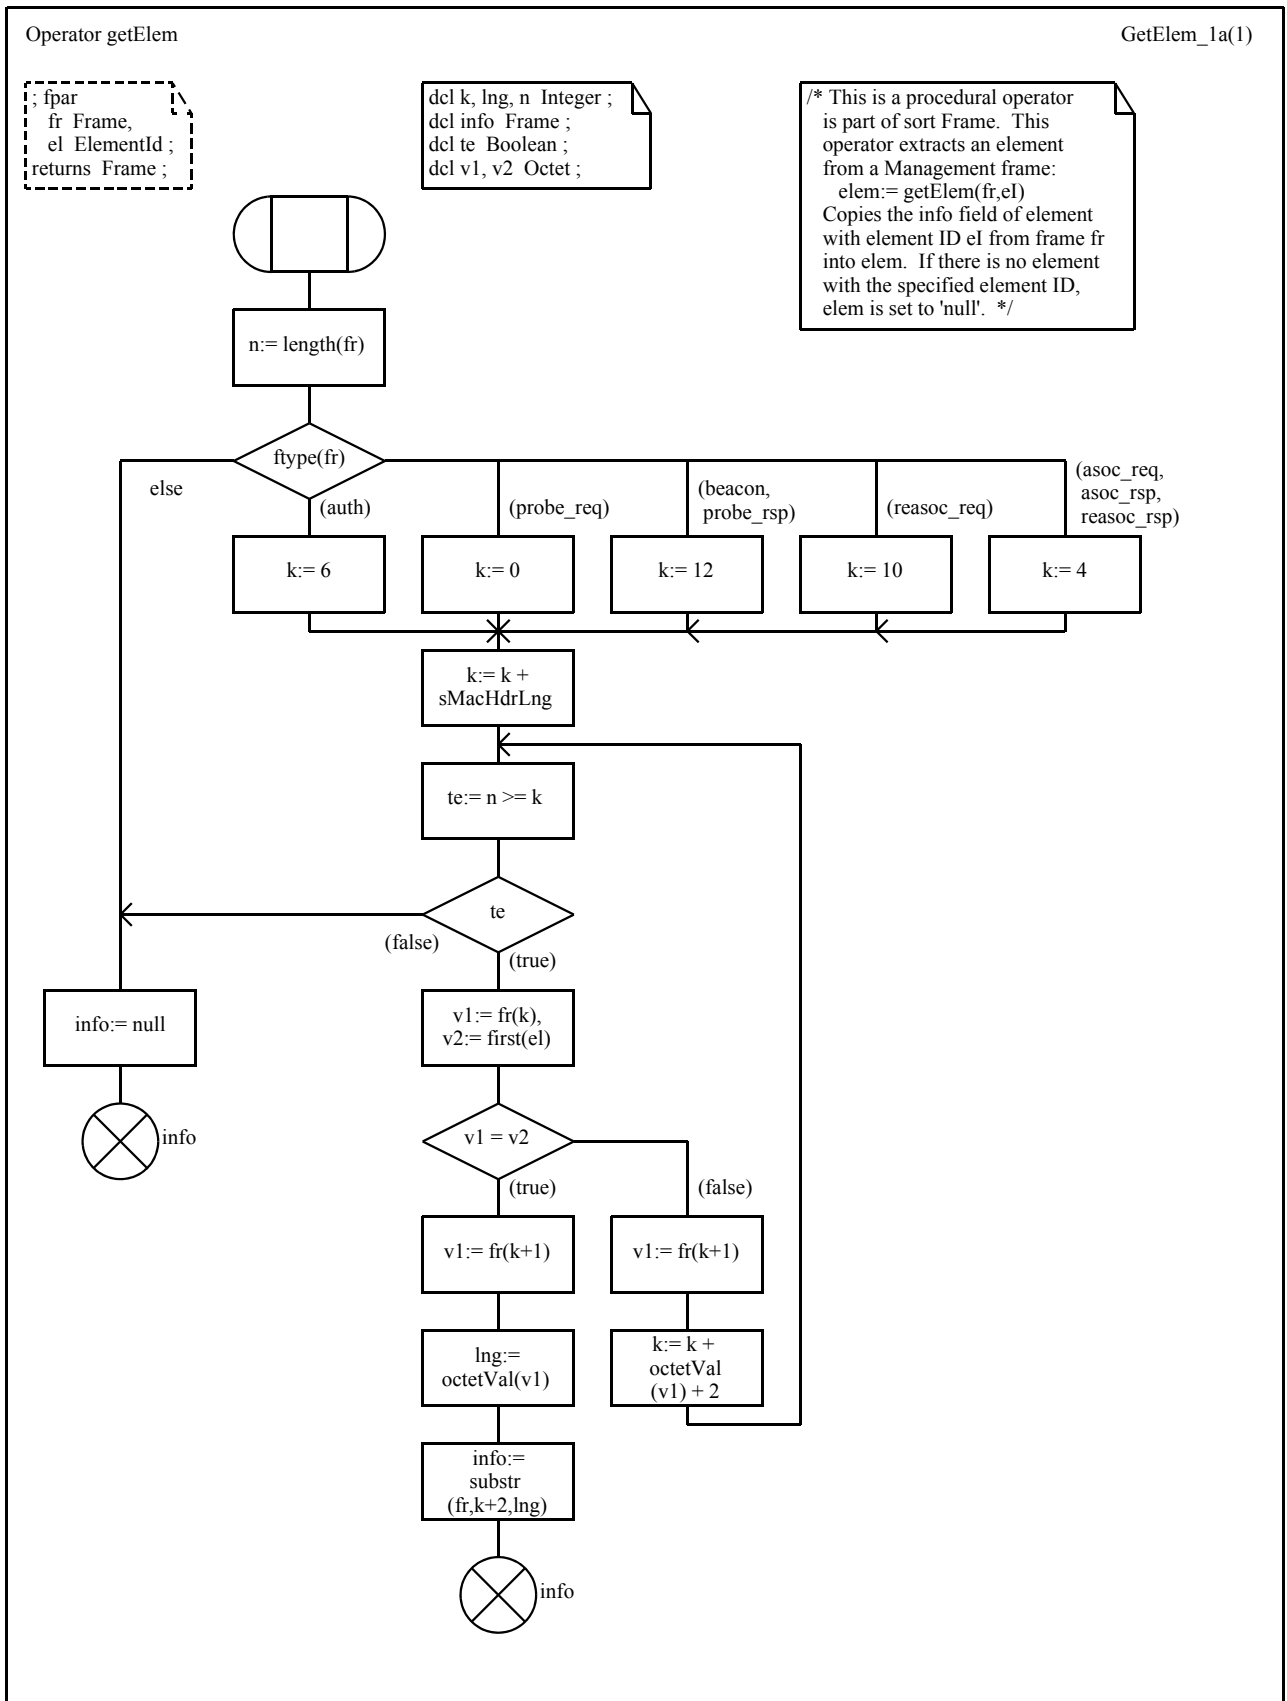 Operator getElem
GetElem_1a(1)
; fpar
fr Frame,
el ElementId ;
returns Frame ;
dcl k, lng, n Integer ;
dcl info Frame ;
dcl te Boolean ;
dcl v1, v2 Octet ;
/* This is a procedural operator
is part of sort Frame. This
operator extracts an element
from a Management frame:
elem:= getElem(fr,eI)
Copies the info field of element
with element ID eI from frame fr
into elem. If there is no element
with the specified element ID,
elem is set to 'null'. */
n:= length(fr)
ftype(fr)
else
(auth)
(probe_req)
(beacon,
probe_rsp)
(reasoc_req)
(asoc_req,
asoc_rsp,
reasoc_rsp)
k:= 6
k:= 0
k:= 12
k:= 10
k:= 4
k:= k +
sMacHdrLng
te:= n >= k
te
(false)
(true)
info:= null
v1:= fr(k),
v2:= first(el)
info
v1 = v2
(true)
(false)
v1:= fr(k+1)
v1:= fr(k+1)
lng:=
octetVal(v1)
k:= k +
octetVal
(v1) + 2
info:=
substr
(fr,k+2,lng)
info